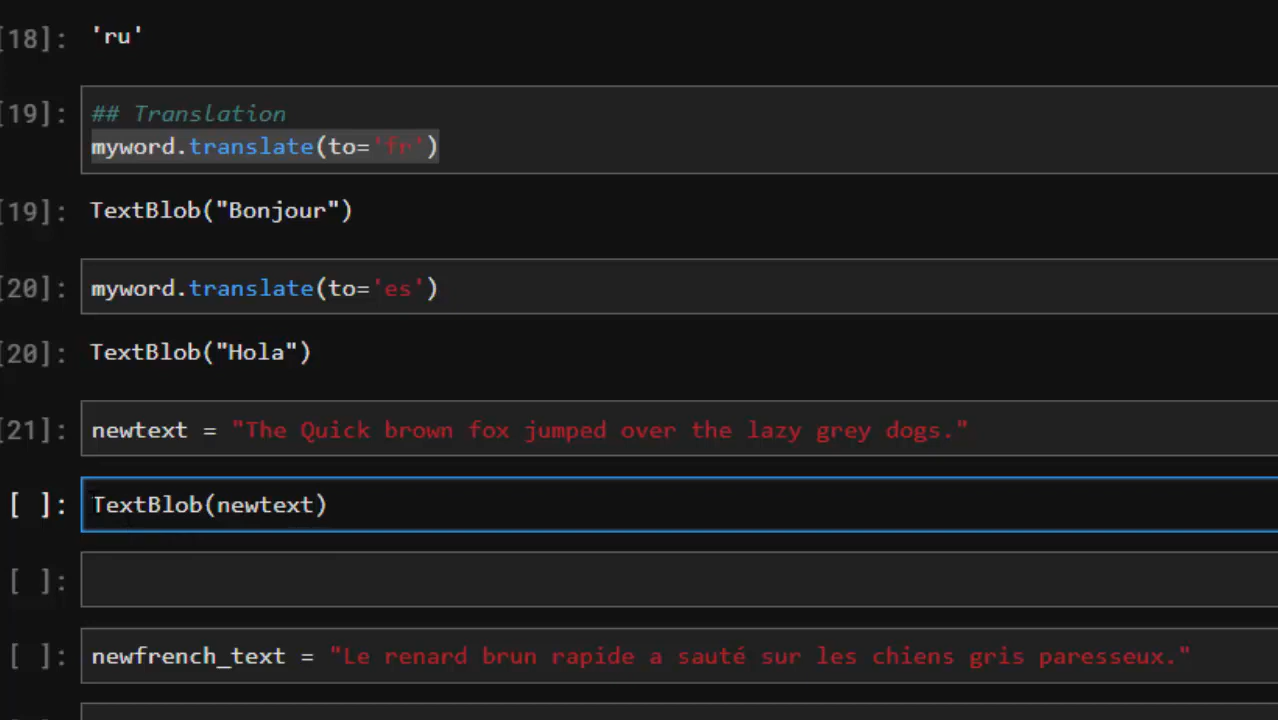 [18]: 'ru'
[19]: ## Translation
myword.translate(to='fr')
[19]: TextBlob("Bonjour")
[20]: myword.translate(to='es')
[20]: TextBlob("Hola")
[21]: newtext = "The Quick brown fox jumped over the lazy grey dogs."
[ ]: TextBlob(newtext)
[ ]:
[ ]: newfrench_text = "Le renard brun rapide a sauté sur les chiens gris paresseux."